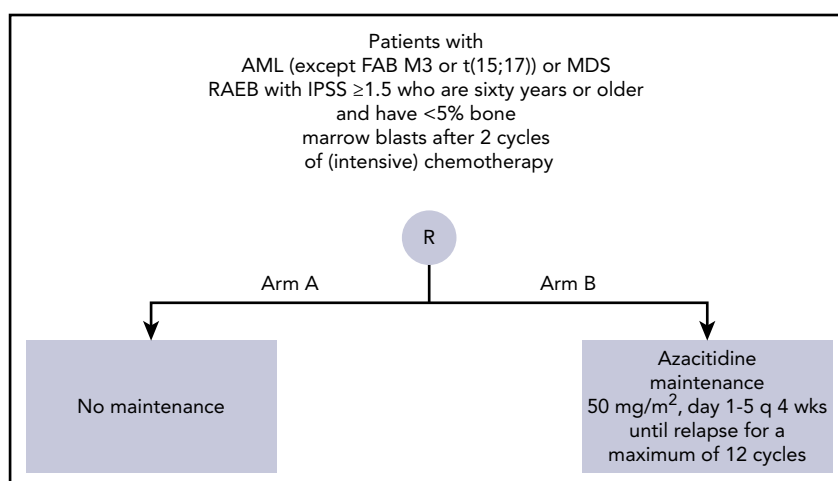 Patients with
AML (except FAB M3 or t(15;17)) or MDS
RAEB with IPSS ≥1.5 who are sixty years or older
and have <5% bone
marrow blasts after 2 cycles
of (intensive) chemotherapy
R
Arm A
Arm B
No maintenance
Azacitidine
maintenance
50 mg/m², day 1-5 q 4 wks
until relapse for a
maximum of 12 cycles